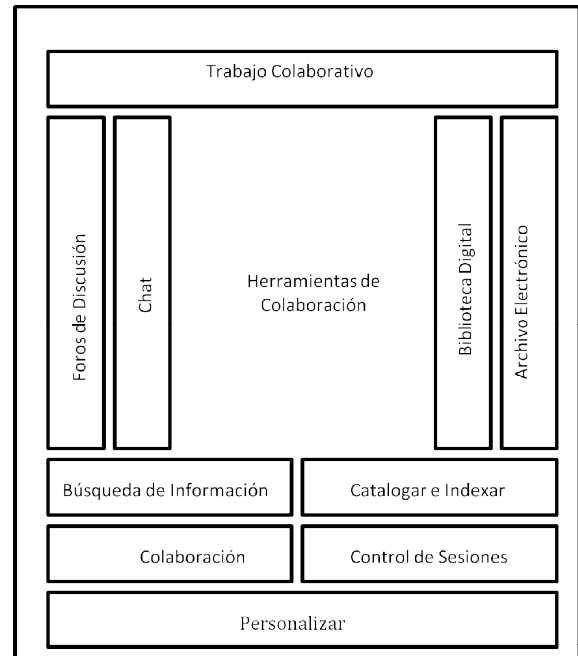 Trabajo Colaborativo
Foros de Discusión
Chat
Herramientas de
Colaboración
Biblioteca Digital
Archivo Electrónico
Búsqueda de Información
Catalogar e Indexar
Colaboración
Control de Sesiones
Personalizar